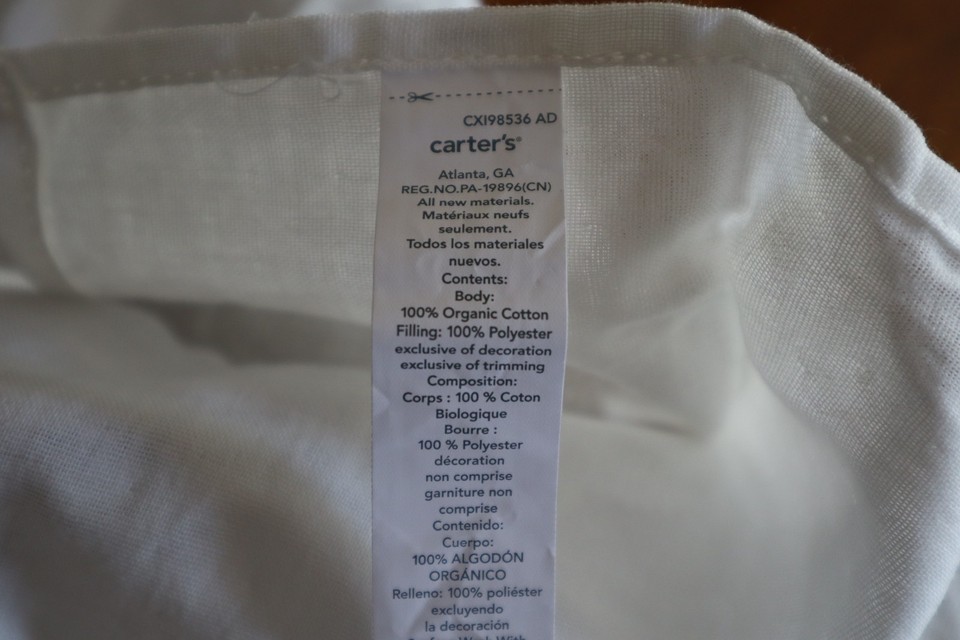 CXI98536 AD
carter's®
Atlanta, GA
REG.NO.PA-19896(CN)
All new materials.
Matériaux neufs
seulement.
Todos los materiales
nuevos.
Contents:
Body:
100% Organic Cotton
Filling: 100% Polyester
exclusive of decoration
exclusive of trimming
Composition:
Corps : 100 % Coton
Biologique
Bourre :
100 % Polyester
décoration
non comprise
garniture non
comprise
Contenido:
Cuerpo:
100% ALGODÓN
ORGÁNICO
Relleno: 100% poliéster
excluyendo
la decoración